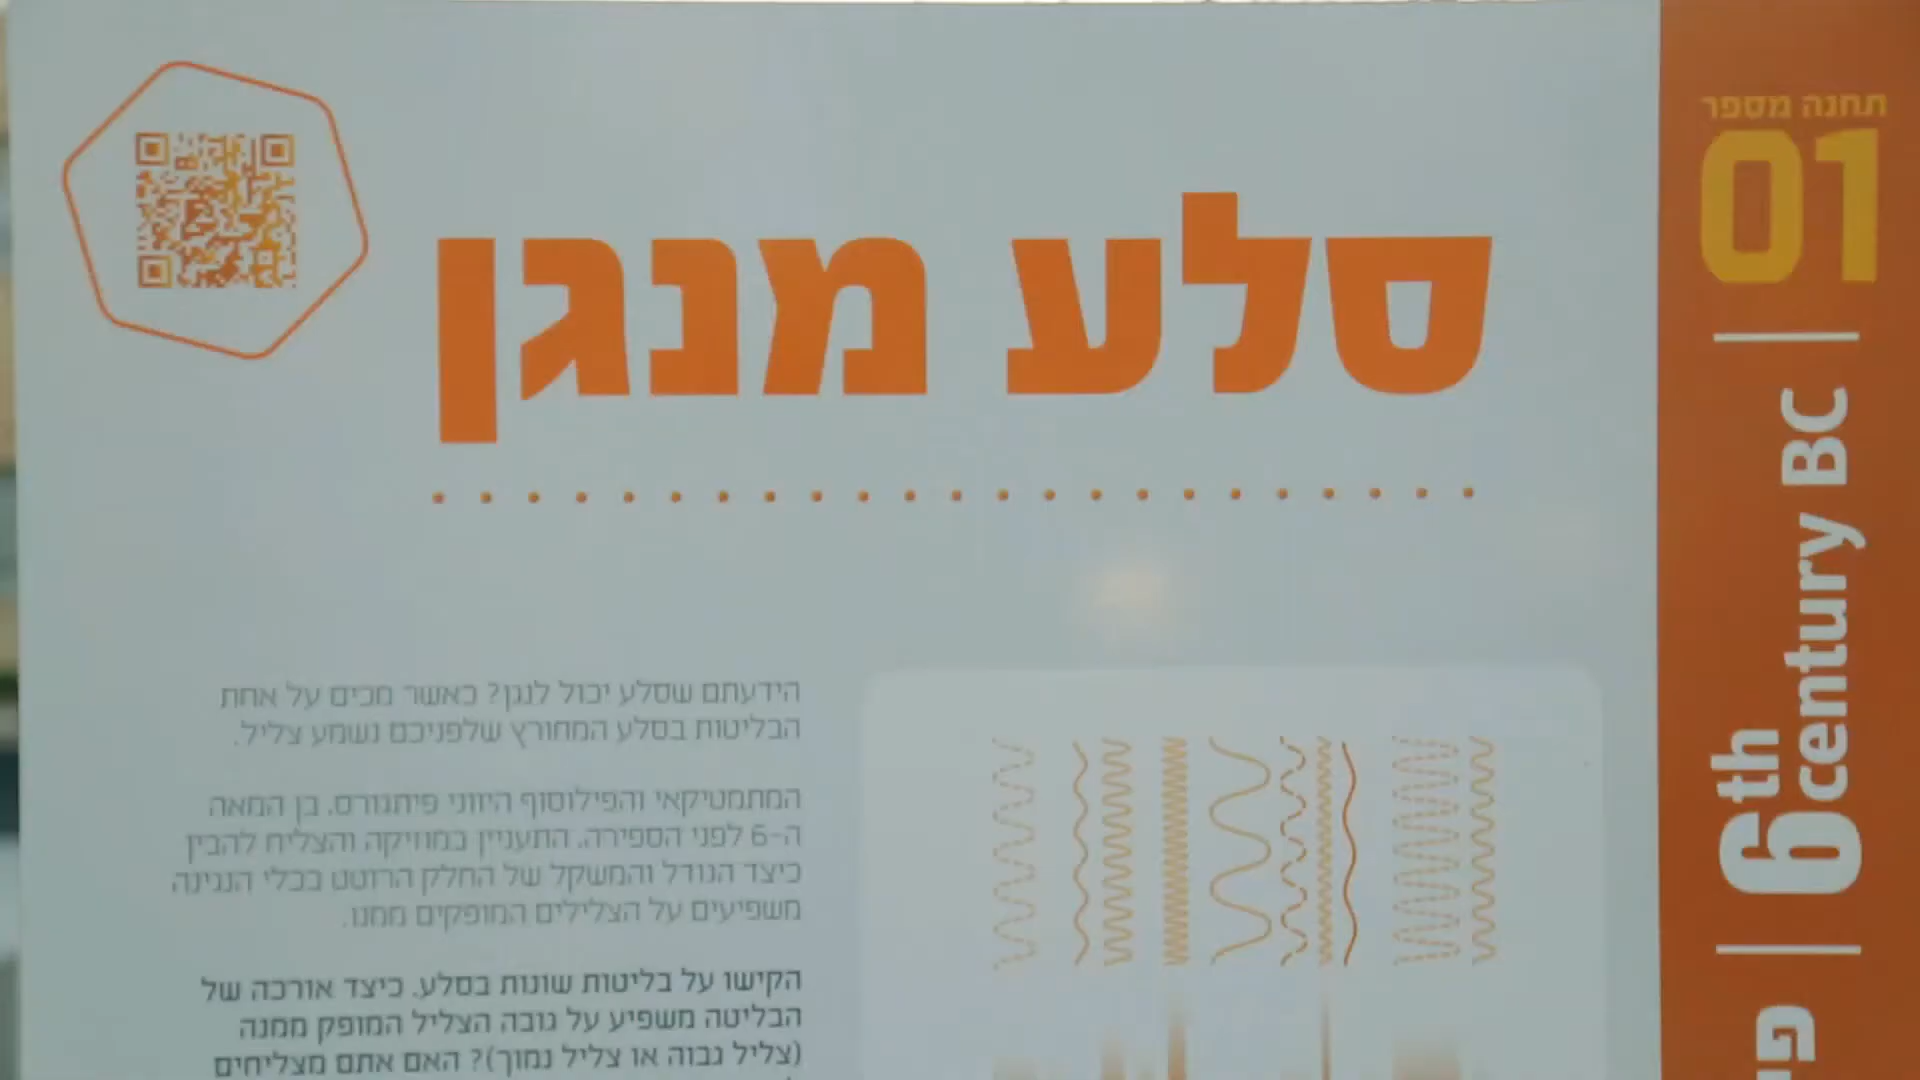 תחנה מספר
01
6th century BC
סלע מנגן
הידעתם שסלע יכול לנגן? כאשר מכים על אחת
הבליטות בסלע המחורץ שלפניכם נשמע צליל.
המתמטיקאי והפילוסוף היווני פיתגורס, בן המאה
ה-6 לפני הספירה, התעניין במוזיקה והצליח להבין
כיצד הגודל והמשקל של החלק הרוטט בכלי הנגינה
משפיעים על הצלילים המופקים ממנו.
הקישו על בליטות שונות בסלע. כיצד אורכה של
הבליטה משפיע על גובה הצליל המופק ממנה
(צליל גבוה או צליל נמוך)? האם אתם מצליחים